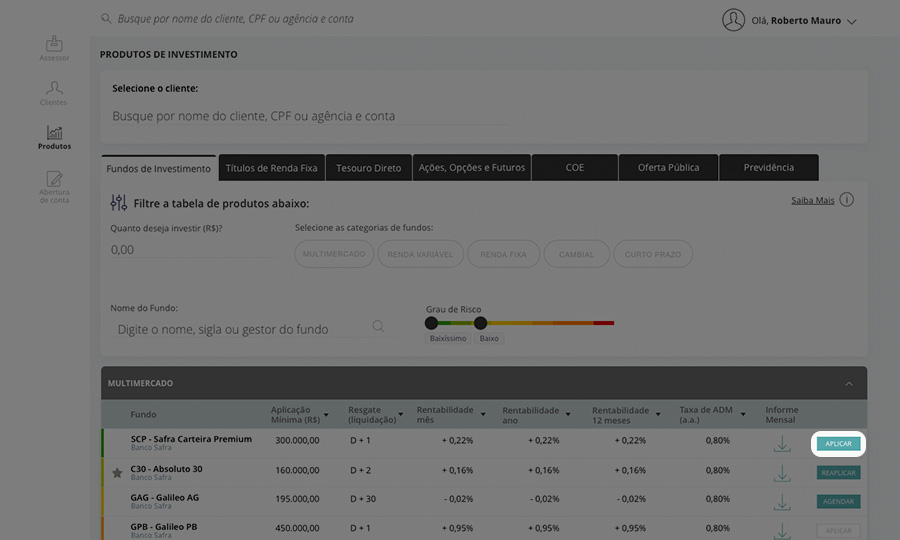 Busque por nome do cliente, CPF ou agência e conta
Olá, Roberto Mauro
Assessor
Clientes
Produtos
Abertura
de conta
PRODUTOS DE INVESTIMENTO
Selecione o cliente:
Busque por nome do cliente, CPF ou agência e conta
Fundos de Investimento
Títulos de Renda Fixa
Tesouro Direto
Ações, Opções e Futuros
COE
Oferta Pública
Previdência
Filtre a tabela de produtos abaixo:
Saiba Mais
Quanto deseja investir (R$)?
0,00
Selecione as categorias de fundos:
MULTIMERCADO
RENDA VARIÁVEL
RENDA FIXA
CAMBIAL
CURTO PRAZO
Nome do Fundo:
Digite o nome, sigla ou gestor do fundo
Grau de Risco
Baixíssimo
Baixo
MULTIMERCADO
Fundo
Aplicação
Mínima (R$)
Resgate
(liquidação)
Rentabilidade
mês
Rentabilidade
ano
Rentabilidade
12 meses
Taxa de ADM
(a.a.)
Informe
Mensal
SCP - Safra Carteira Premium
Banco Safra
300.000,00
D + 1
+ 0,22%
+ 0,22%
+ 0,22%
0,80%
APLICAR
C30 - Absoluto 30
Banco Safra
160.000,00
D + 2
+ 0,16%
+ 0,16%
+ 0,16%
0,80%
REAPLICAR
GAG - Galileo AG
Banco Safra
195.000,00
D + 30
- 0,02%
- 0,02%
- 0,02%
0,80%
AGENDAR
GPB - Galileo PB
Banco Safra
450.000,00
D + 1
+ 0,95%
+ 0,95%
+ 0,95%
0,80%
APLICAR